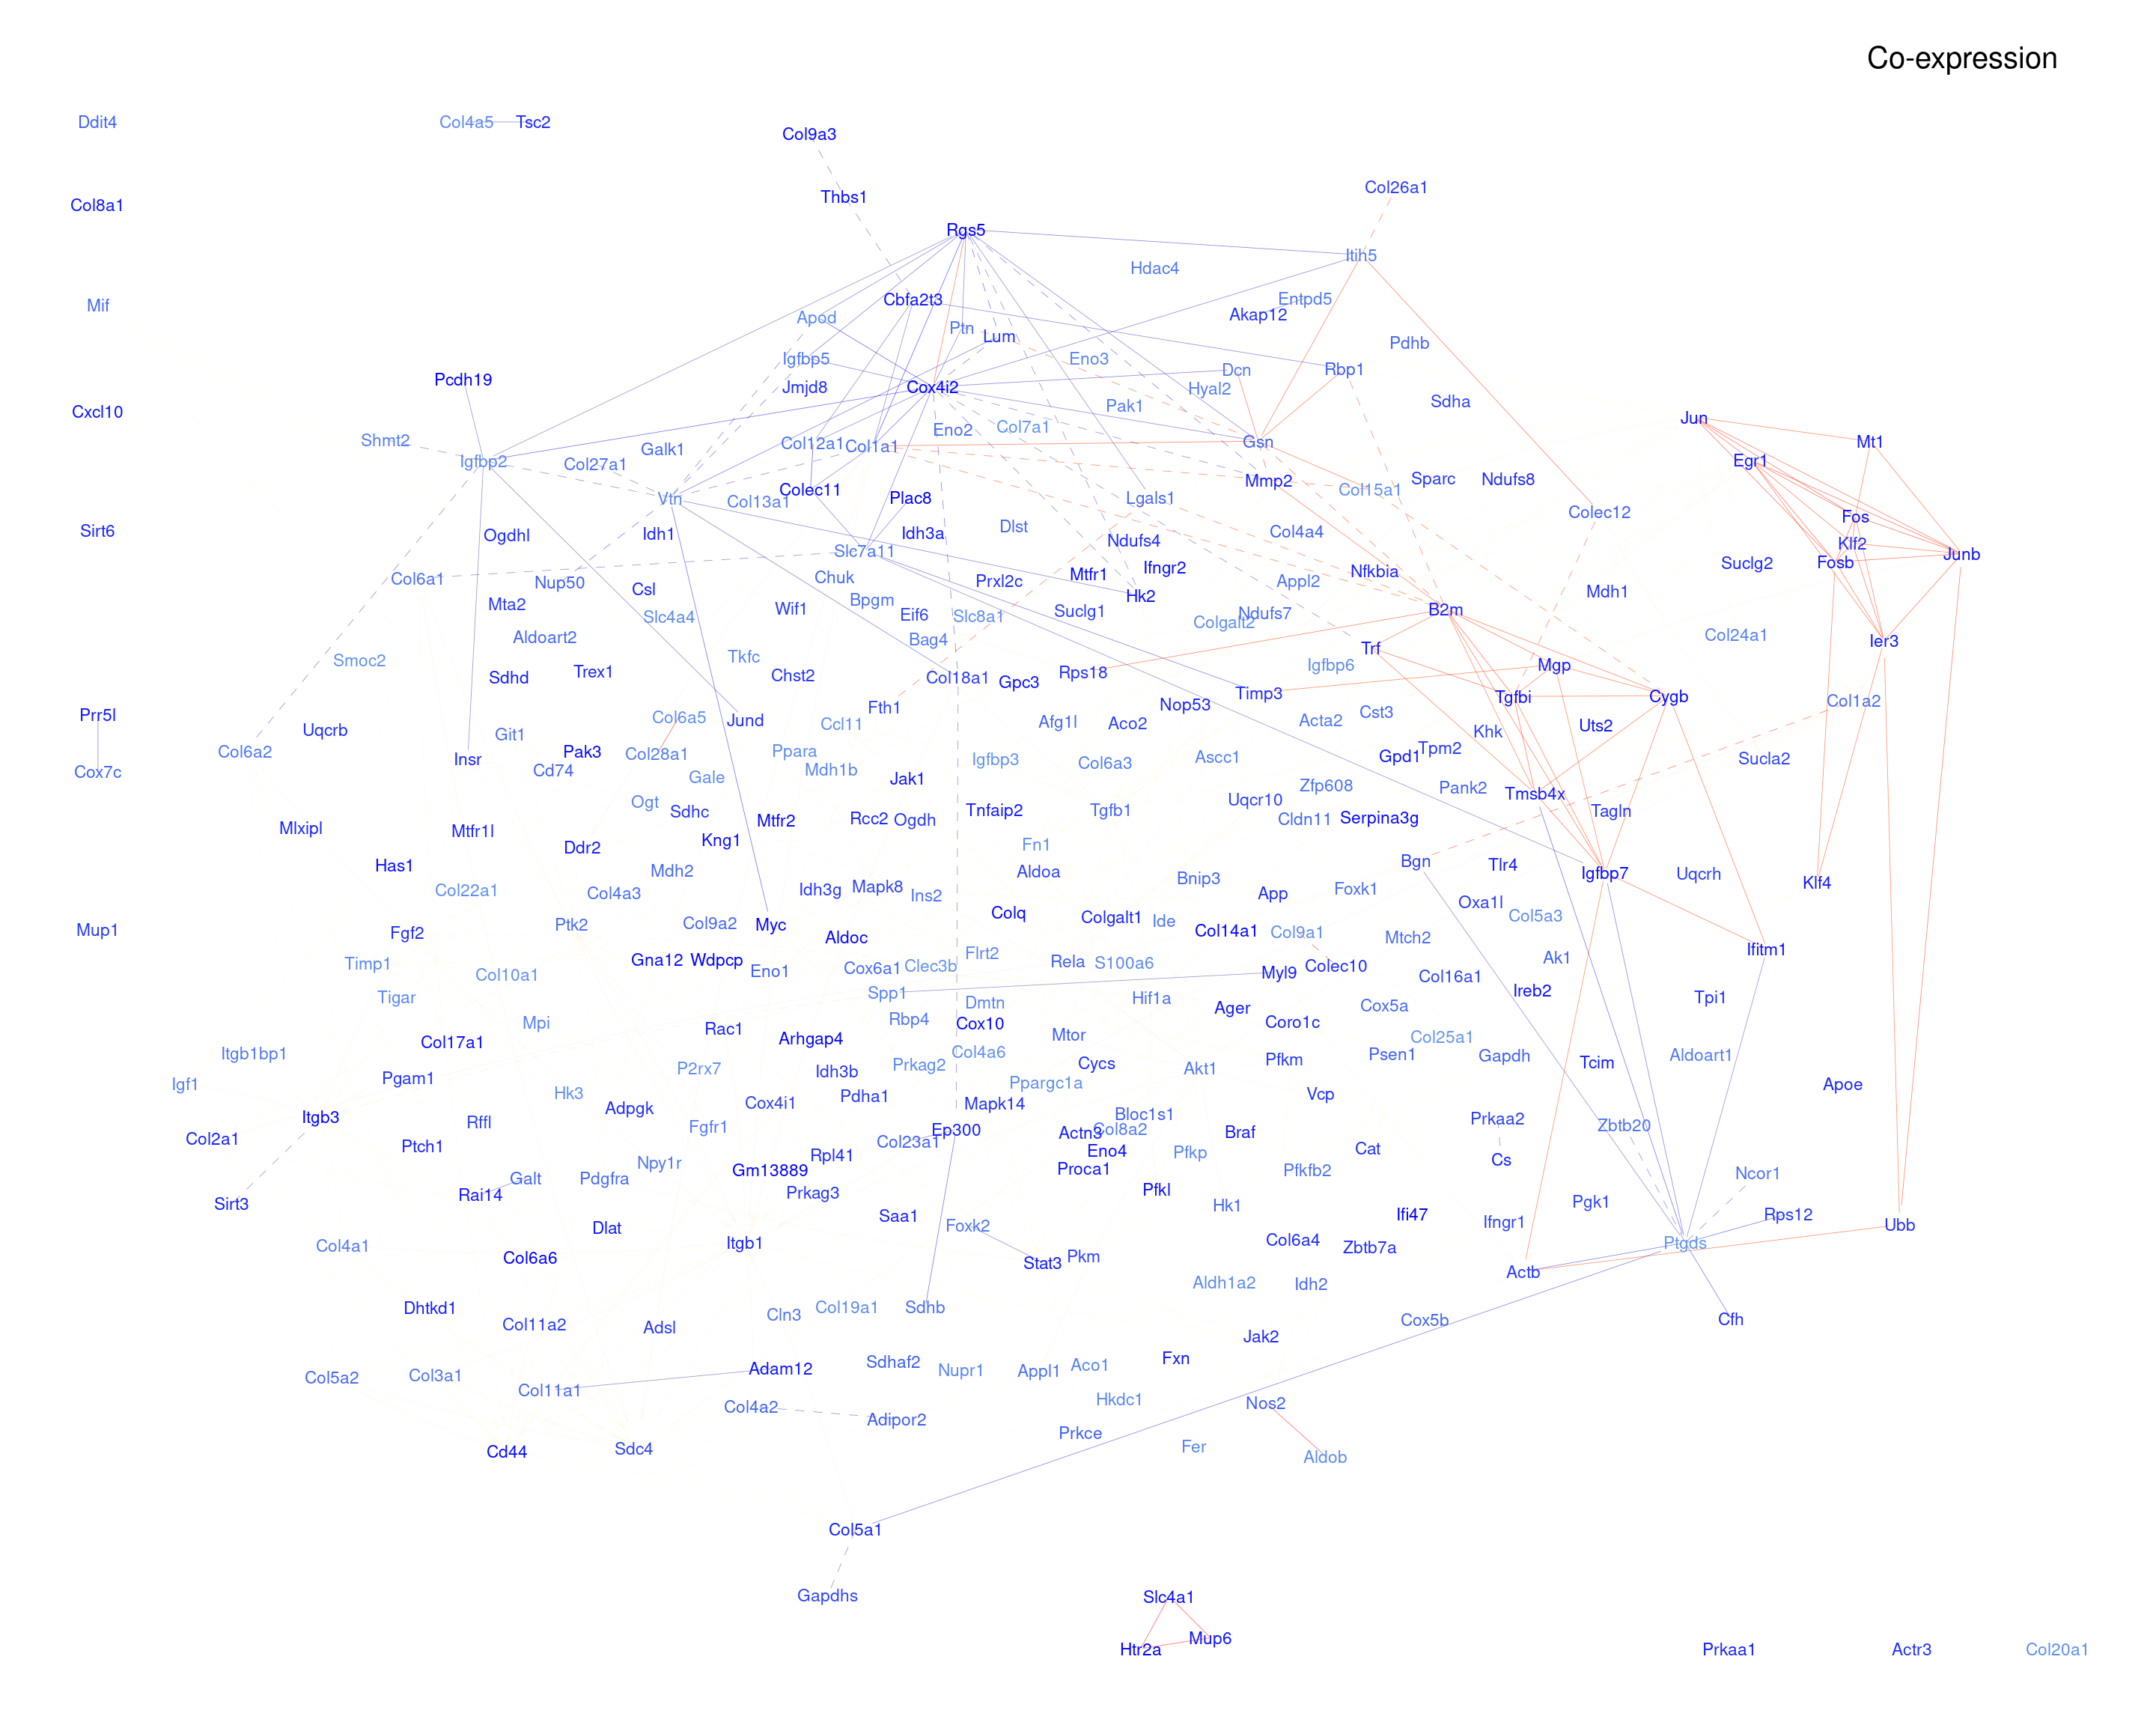 Co-expression
Ddit4
Col4a5
Tsc2
Col9a3
Col26a1
Thbs1
Col8a1
Rgs5
Itih5
Hdac4
Cbfa2t3
Entpd5
Mif
Akap12
Apod
Ptn
Lum
Pdhb
Igfbp5
Eno3
Dcn
Rbp1
Pcdh19
Jmjd8
Cox4i2
Hyal2
Sdha
Pak1
Cxcl10
Jun
Shmt2
Eno2
Col7a1
Mt1
Col12a1
Col1a1
Gsn
Galk1
Igfbp2
Col27a1
Egr1
Sparc
Ndufs8
Mmp2
Col15a1
Colec11
Vtn
Col13a1
Plac8
Lgals1
Colec12
Fos
Sirt6
Ogdhl
Idh1
Idh3a
Dlst
Col4a4
Ndufs4
Klf2
Slc7a11
Junb
Suclg2
Fosb
Ifngr2
Nfkbia
Mtfr1
Col6a1
Nup50
Chuk
Prxl2c
Appl2
Csl
Mdh1
Hk2
Bpgm
Mta2
Wif1
B2m
Suclg1
Eif6
Slc8a1
Slc4a4
Ndufs7
Colgalt2
Aldoart2
Bag4
Col24a1
Ier3
Trf
Tkfc
Smoc2
Igfbp6
Mgp
Trex1
Rps18
Chst2
Sdhd
Col18a1
Gpc3
Timp3
Tgfbi
Cygb
Col1a2
Nop53
Fth1
Cst3
Prr5l
Col6a5
Jund
Ccl11
Afg1l
Aco2
Acta2
Uts2
Uqcrb
Khk
Git1
Tpm2
Col6a2
Pak3
Col28a1
Ppara
Gpd1
Ascc1
Insr
Igfbp3
Col6a3
Sucla2
Cox7c
Cd74
Mdh1b
Gale
Jak1
Zfp608
Pank2
Tmsb4x
Ogt
Uqcr10
Sdhc
Tnfaip2
Tgfb1
Tagln
Mtfr2
Rcc2
Ogdh
Cldn11
Serpina3g
Mlxipl
Mtfr1l
Kng1
Ddr2
Fn1
Bgn
Tlr4
Has1
Mdh2
Aldoa
Igfbp7
Uqcrh
Bnip3
Klf4
Col22a1
Col4a3
Idh3g
Mapk8
Ins2
App
Foxk1
Oxa1l
Colq
Colgalt1
Ide
Col5a3
Mup1
Fgf2
Ptk2
Col9a2
Myc
Aldoc
Col14a1
Col9a1
Mtch2
Ifitm1
Flrt2
Gna12
Wdpcp
Rela
S100a6
Ak1
Timp1
Eno1
Cox6a1
Clec3b
Colec10
Col10a1
Myl9
Col16a1
Spp1
Ireb2
Tigar
Dmtn
Hif1a
Tpi1
Ager
Cox5a
Mpi
Rbp4
Cox10
Coro1c
Rac1
Mtor
Arhgap4
Col25a1
Col17a1
Itgb1bp1
Col4a6
Psen1
Gapdh
Aldoart1
Pfkm
Cycs
Tcim
Prkag2
P2rx7
Akt1
Idh3b
Pgam1
Igf1
Ppargc1a
Apoe
Hk3
Pdha1
Vcp
Adpgk
Cox4i1
Mapk14
Itgb3
Bloc1s1
Prkaa2
Rffl
Fgfr1
Zbtb20
Ep300
Actn3
Col8a2
Braf
Col2a1
Col23a1
Ptch1
Cat
Eno4
Pfkp
Rpl41
Npy1r
Cs
Gm13889
Proca1
Pfkfb2
Ncor1
Galt
Pdgfra
Rai14
Prkag3
Pfkl
Sirt3
Hk1
Pgk1
Saa1
Ifi47
Rps12
Ifngr1
Ubb
Dlat
Foxk2
Itgb1
Col6a4
Ptgds
Col4a1
Zbtb7a
Col6a6
Pkm
Stat3
Actb
Aldh1a2
Idh2
Dhtkd1
Col19a1
Sdhb
Cln3
Cox5b
Cfh
Col11a2
Adsl
Jak2
Fxn
Sdhaf2
Aco1
Adam12
Nupr1
Appl1
Col5a2
Col3a1
Col11a1
Hkdc1
Col4a2
Nos2
Adipor2
Prkce
Fer
Cd44
Sdc4
Aldob
Col5a1
Gapdhs
Slc4a1
Mup6
Htr2a
Prkaa1
Actr3
Col20a1